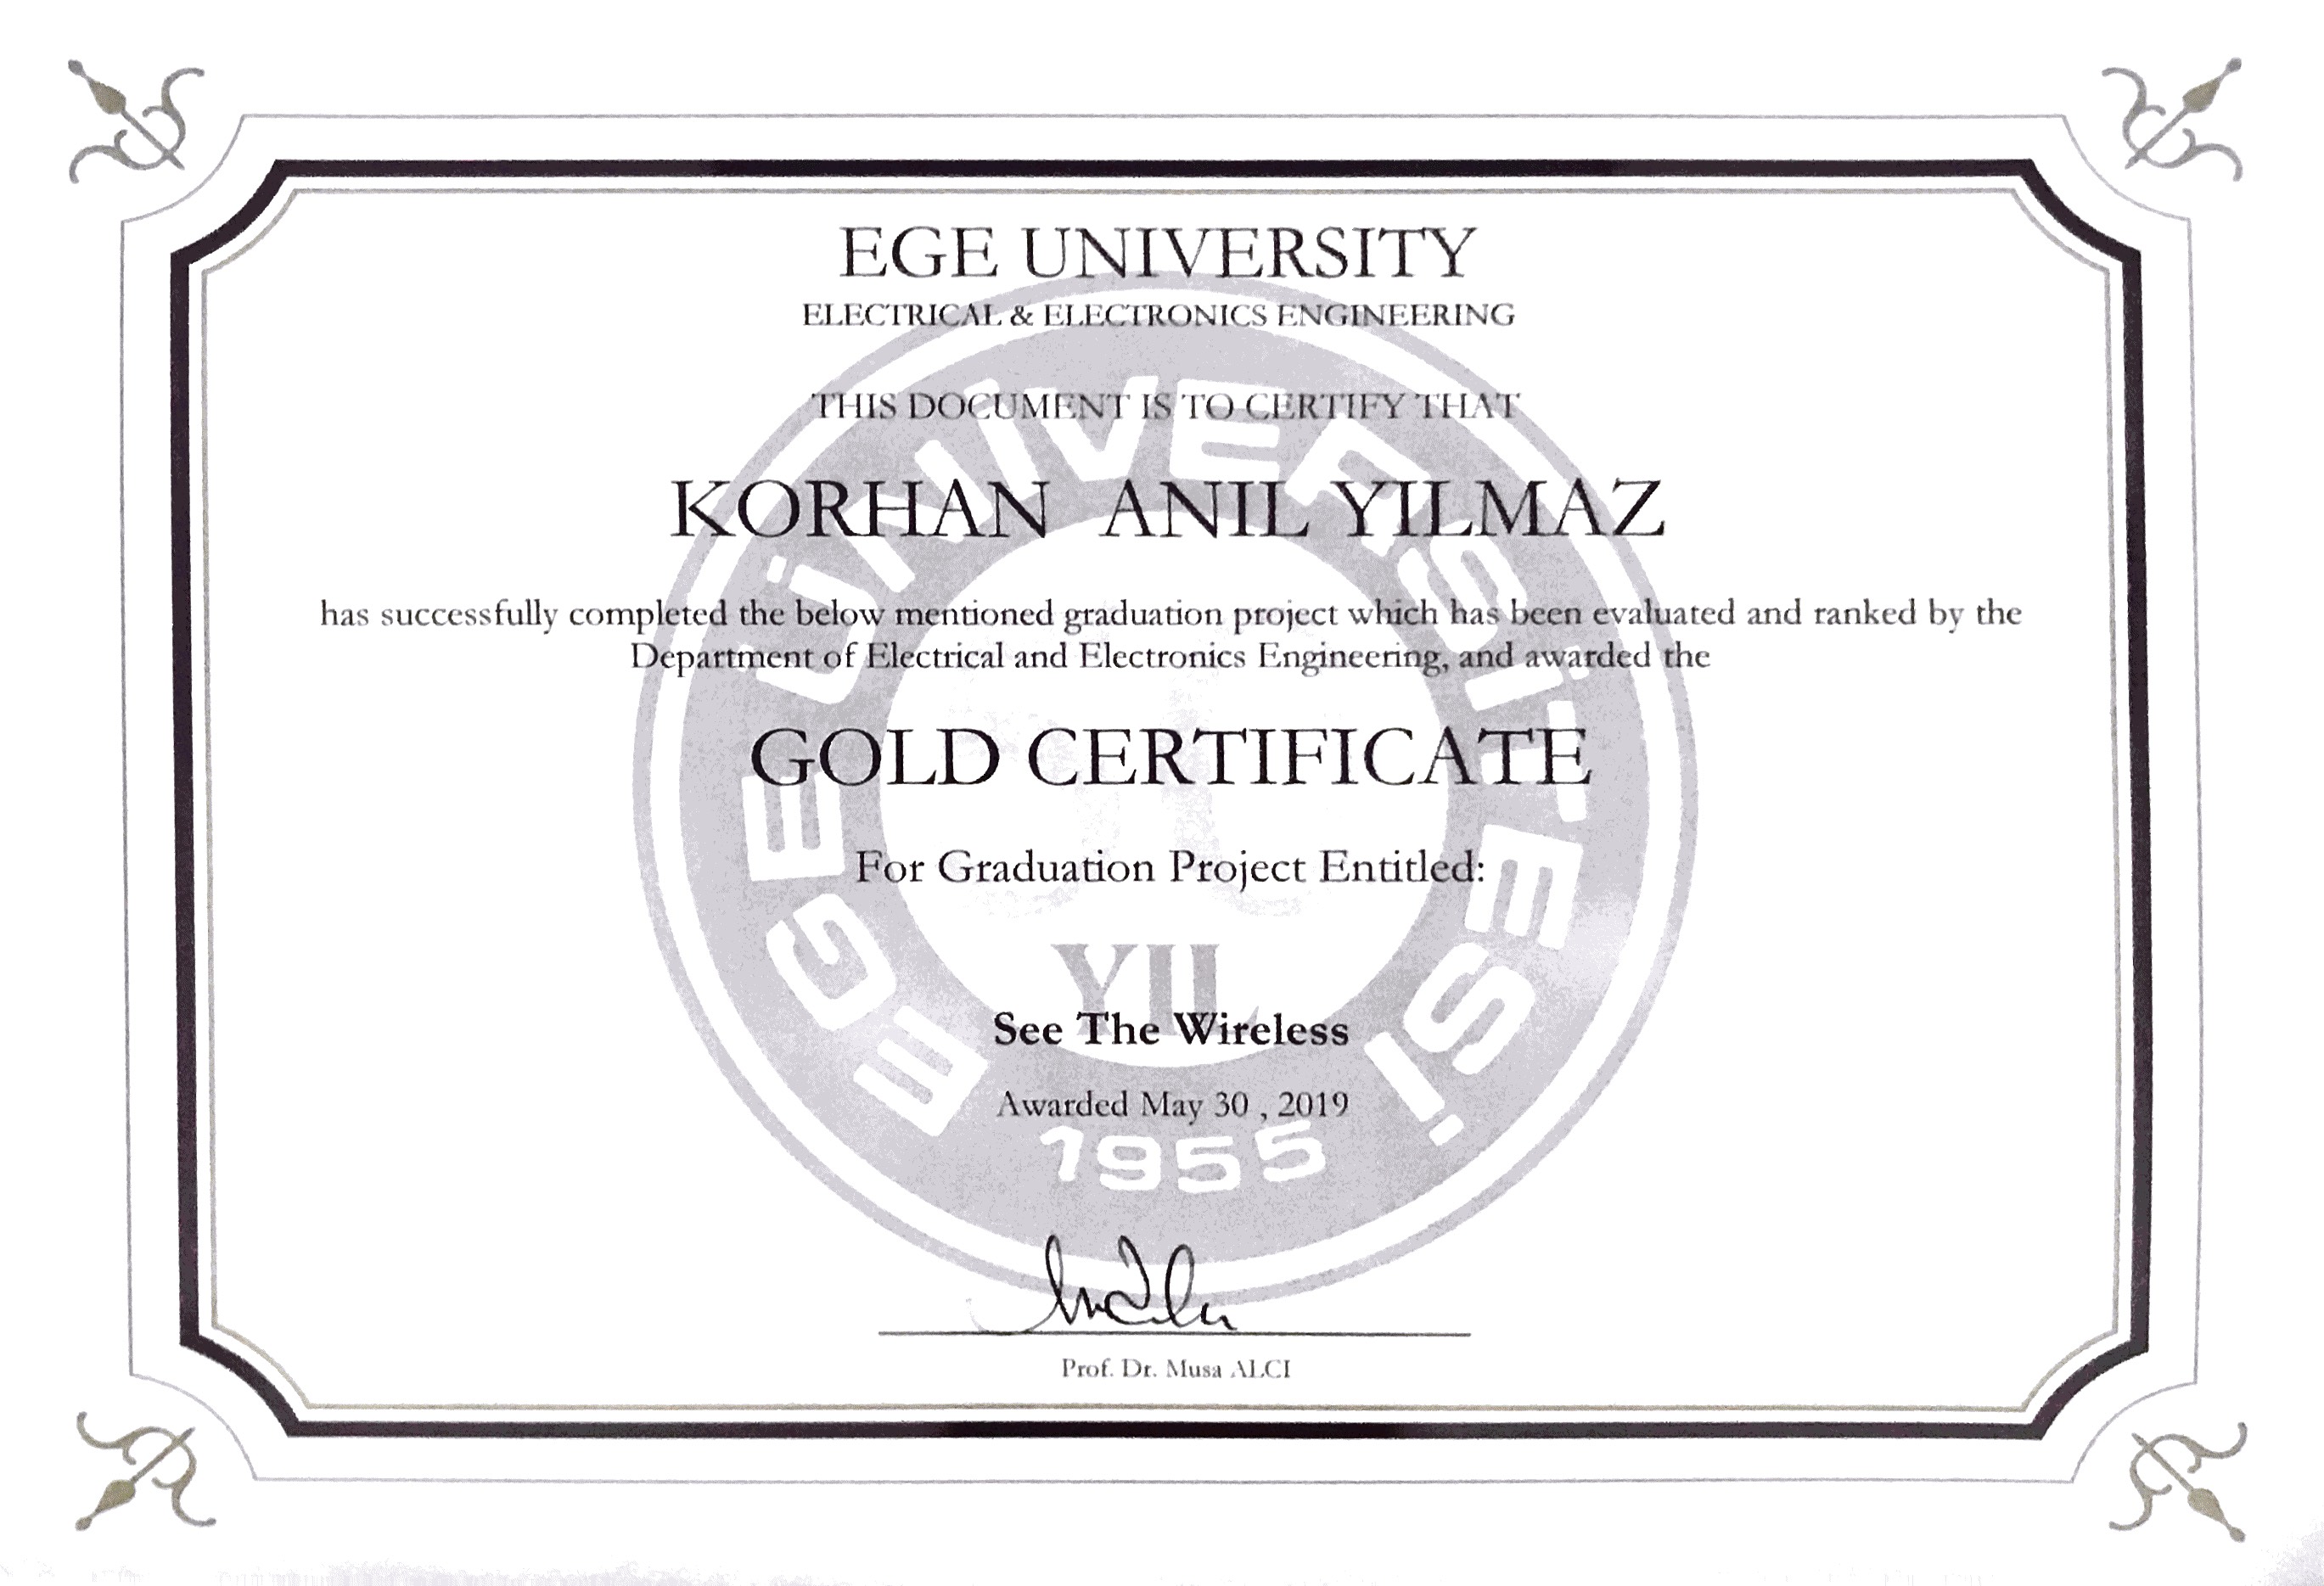 EGE UNIVERSITY
ELECTRICAL & ELECTRONICS ENGINEERING
THIS DOCUMENT IS TO CERTIFY THAT
KORHAN ANIL YILMAZ
has successfully completed the below mentioned graduation project which has been evaluated and ranked by the
Department of Electrical and Electronics Engineering, and awarded the
GOLD CERTIFICATE
For Graduation Project Entitled:
YIL
See The Wireless
Awarded May 30 , 2019
EGE ÜNİVERSİTESİ
1955
Prof. Dr. Musa ALCI